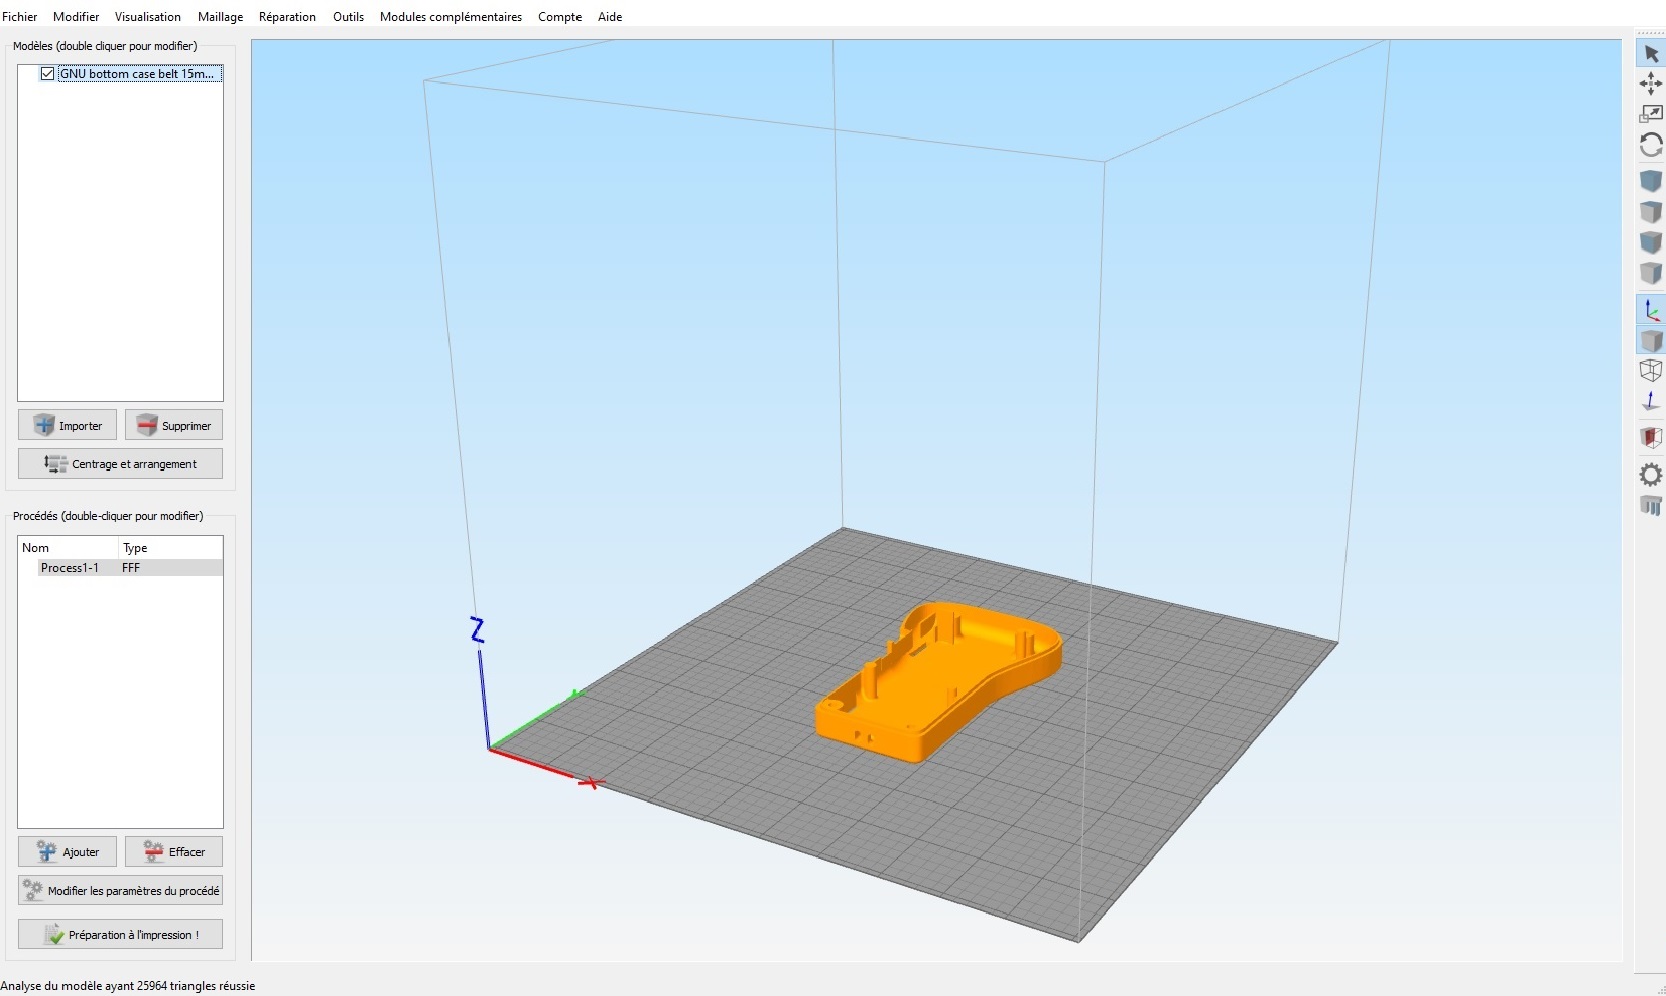 Fichier Modifier Visualisation Maillage Réparation Outils Modules complémentaires Compte Aide
Modèles (double cliquer pour modifier)
GNU bottom case belt 15m...
Importer Supprimer
Centrage et arrangement
Procédés (double-cliquer pour modifier)
Nom Type
Process1-1 FFF
Ajouter Effacer
Modifier les paramètres du procédé
Préparation à l'impression !
Z
Y
X
Analyse du modèle ayant 25964 triangles réussie